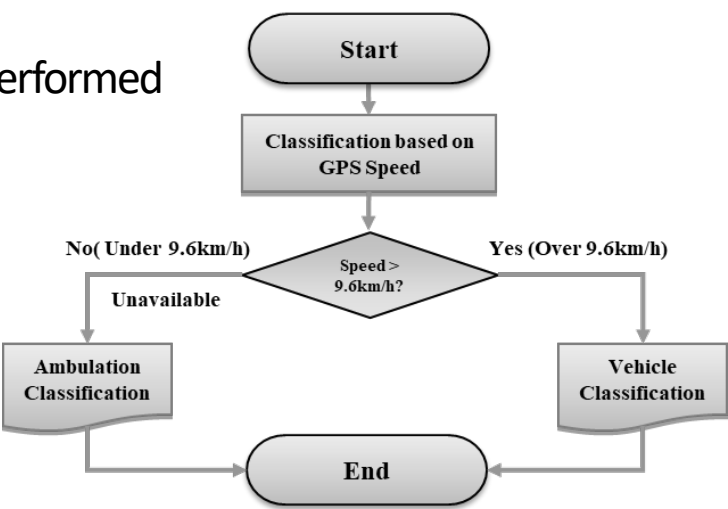 Start
erformed
Classification based on
GPS Speed
No( Under 9.6km/h)
Yes (Over 9.6km/h)
Speed >
9.6km/h?
Unavailable
Ambulation
Classification
Vehicle
Classification
End